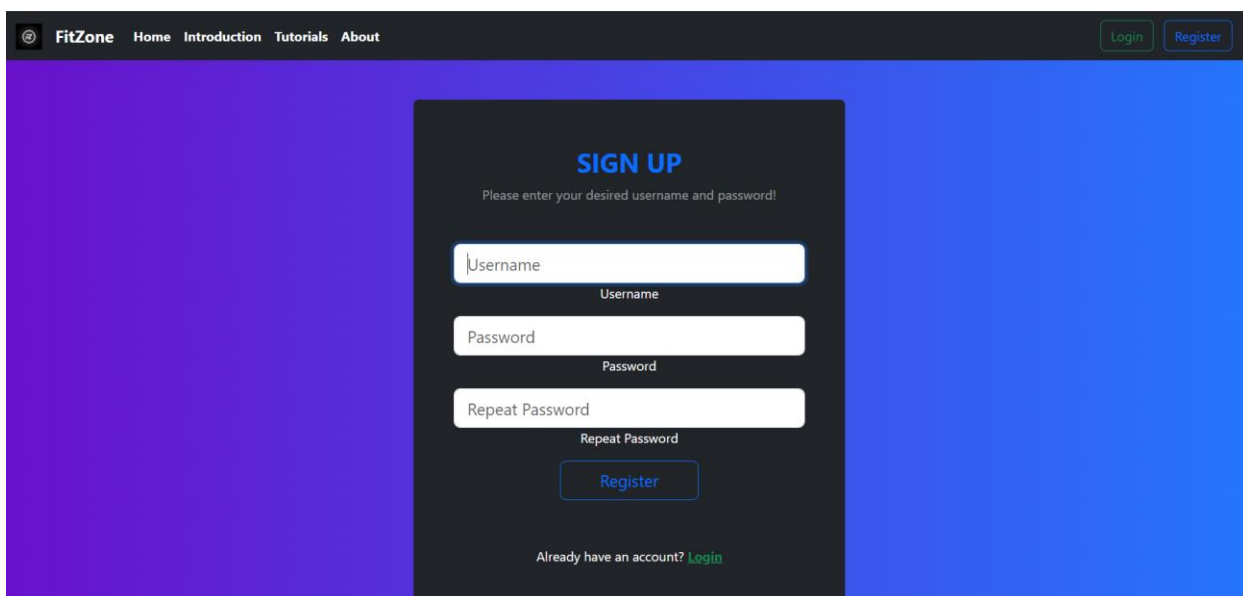 FitZone Home Introduction Tutorials About Login Register
SIGN UP
Please enter your desired username and password!
Username
Username
Password
Password
Repeat Password
Repeat Password
Register
Already have an account? Login